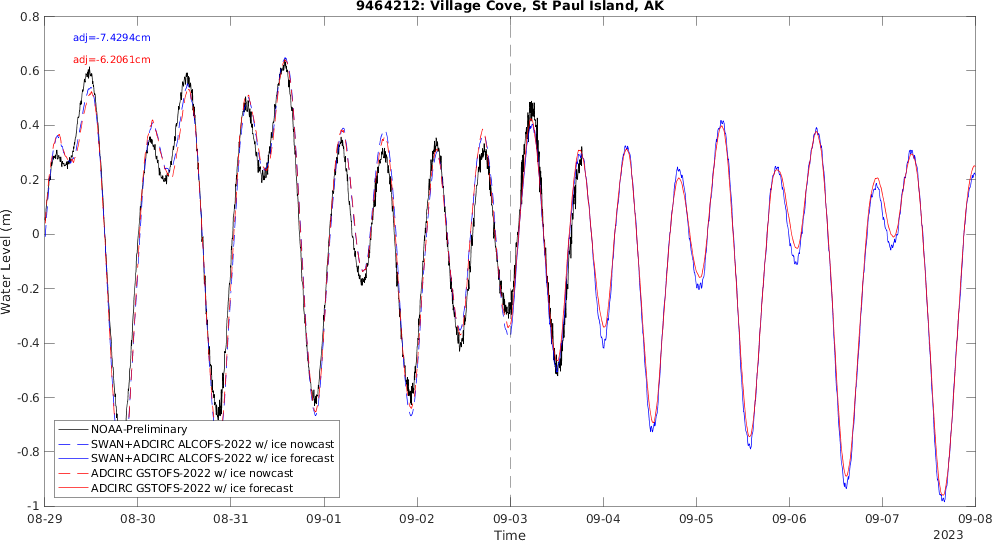 9464212: Village Cove, St Paul Island, AK
adj=-7.4294cm
adj=-6.2061cm
Water Level (m)
0.8
0.6
0.4
0.2
0
-0.2
-0.4
-0.6
-0.8
-1
NOAA-Preliminary
SWAN+ADCIRC ALCOFS-2022 w/ ice nowcast
SWAN+ADCIRC ALCOFS-2022 w/ ice forecast
ADCIRC GSTOFS-2022 w/ ice nowcast
ADCIRC GSTOFS-2022 w/ ice forecast
08-29 08-30 08-31 09-01 09-02 09-03 09-04 09-05 09-06 09-07 09-08
Time
2023